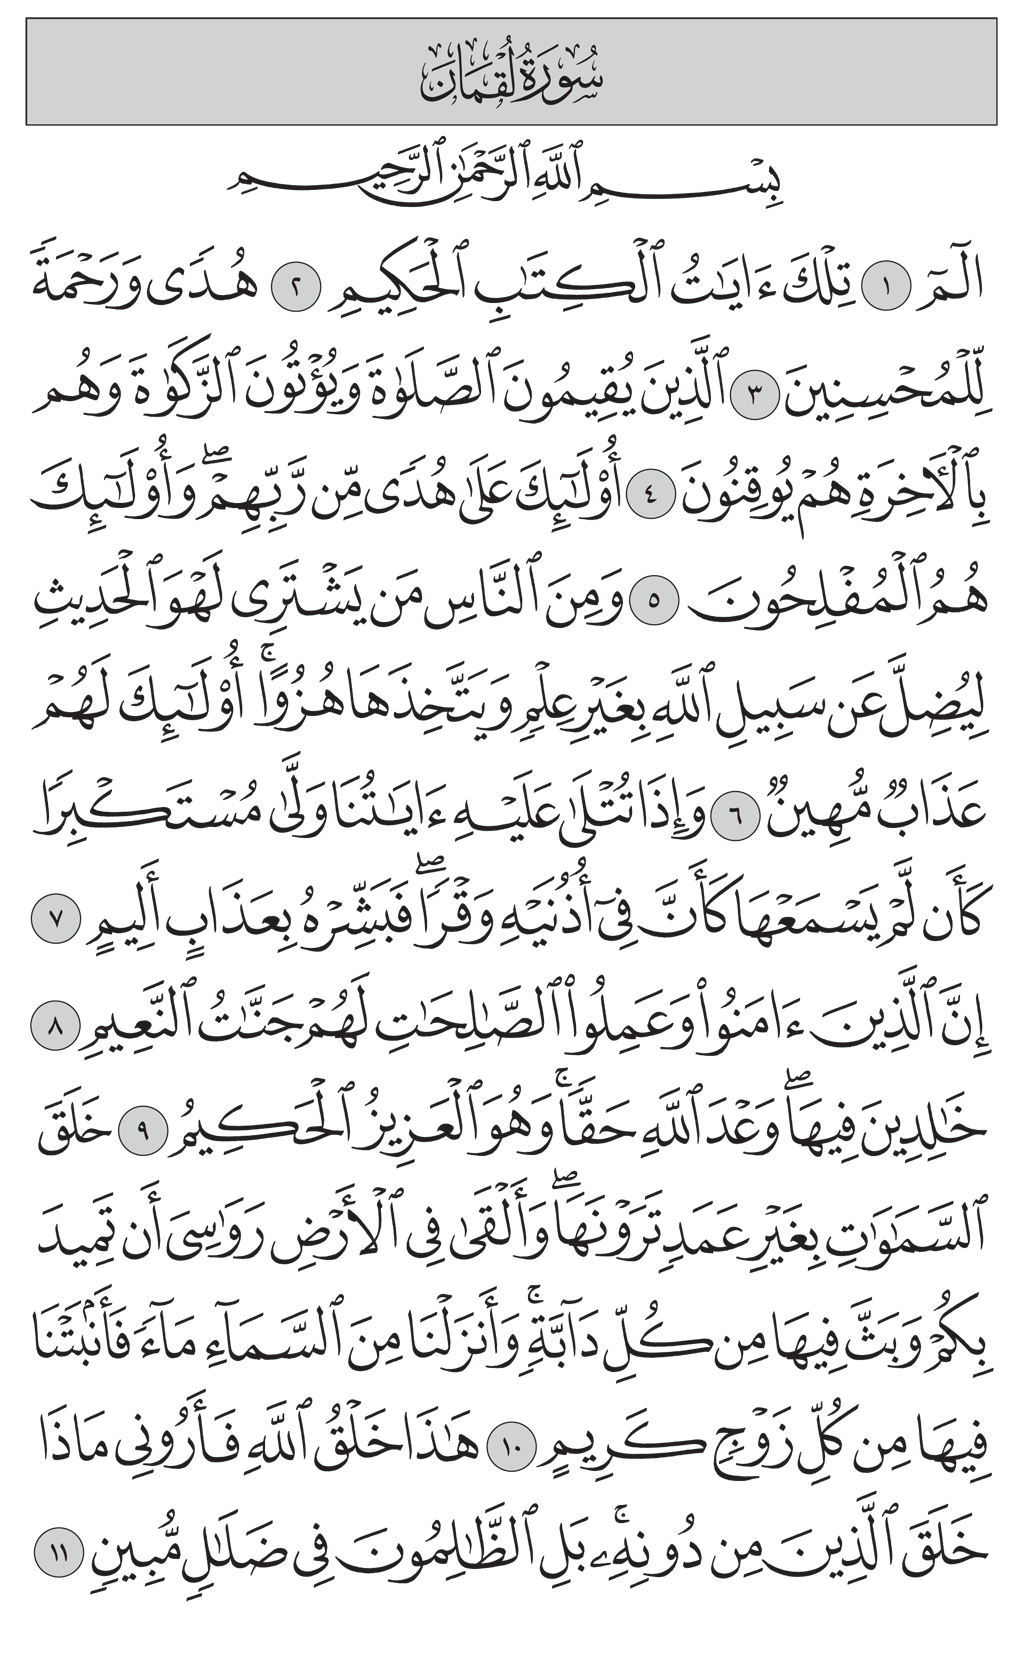 سُورَةُ لُقْمَانَ
بِسْمِ ٱللَّهِ ٱلرَّحْمَٰنِ ٱلرَّحِيمِ
الٓمٓ ١ تِلْكَ ءَايَٰتُ ٱلْكِتَٰبِ ٱلْحَكِيمِ ٢ هُدًى وَرَحْمَةً
لِّلْمُحْسِنِينَ ٣ ٱلَّذِينَ يُقِيمُونَ ٱلصَّلَوٰةَ وَيُؤْتُونَ ٱلزَّكَوٰةَ وَهُم
بِٱلْءَاخِرَةِ هُمْ يُوقِنُونَ ٤ أُو۟لَٰٓئِكَ عَلَىٰ هُدًى مِّن رَّبِّهِمْ ۖ وَأُو۟لَٰٓئِكَ
هُمُ ٱلْمُفْلِحُونَ ٥ وَمِنَ ٱلنَّاسِ مَن يَشْتَرِى لَهْوَ ٱلْحَدِيثِ
لِيُضِلَّ عَن سَبِيلِ ٱللَّهِ بِغَيْرِ عِلْمٍ وَيَتَّخِذَهَا هُزُوًا ۚ أُو۟لَٰٓئِكَ لَهُمْ
عَذَابٌ مُّهِينٌ ٦ وَإِذَا تُتْلَىٰ عَلَيْهِ ءَايَٰتُنَا وَلَّىٰ مُسْتَكْبِرًا
كَأَن لَّمْ يَسْمَعْهَا كَأَنَّ فِىٓ أُذُنَيْهِ وَقْرًا ۖ فَبَشِّرْهُ بِعَذَابٍ أَلِيمٍ ٧
إِنَّ ٱلَّذِينَ ءَامَنُوا۟ وَعَمِلُوا۟ ٱلصَّٰلِحَٰتِ لَهُمْ جَنَّٰتُ ٱلنَّعِيمِ ٨
خَٰلِدِينَ فِيهَا ۖ وَعْدَ ٱللَّهِ حَقًّا ۚ وَهُوَ ٱلْعَزِيزُ ٱلْحَكِيمُ ٩ خَلَقَ
ٱلسَّمَٰوَٰتِ بِغَيْرِ عَمَدٍ تَرَوْنَهَا ۖ وَأَلْقَىٰ فِى ٱلْأَرْضِ رَوَٰسِىَ أَن تَمِيدَ
بِكُمْ وَبَثَّ فِيهَا مِن كُلِّ دَآبَّةٍ ۚ وَأَنزَلْنَا مِنَ ٱلسَّمَآءِ مَآءً فَأَنۢبَتْنَا
فِيهَا مِن كُلِّ زَوْجٍ كَرِيمٍ ١٠ هَٰذَا خَلْقُ ٱللَّهِ فَأَرُونِى مَاذَا
خَلَقَ ٱلَّذِينَ مِن دُونِهِۦ ۚ بَلِ ٱلظَّٰلِمُونَ فِى ضَلَٰلٍ مُّبِينٍ ١١